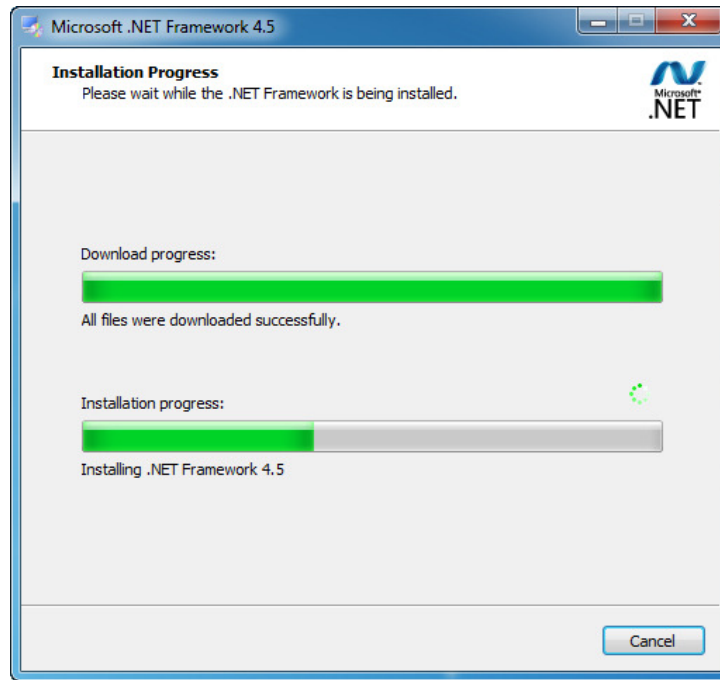 Microsoft .NET Framework 4.5
Installation Progress
Please wait while the .NET Framework is being installed.
Microsoft®
.NET
Download progress:
All files were downloaded successfully.
Installation progress:
Installing .NET Framework 4.5
Cancel